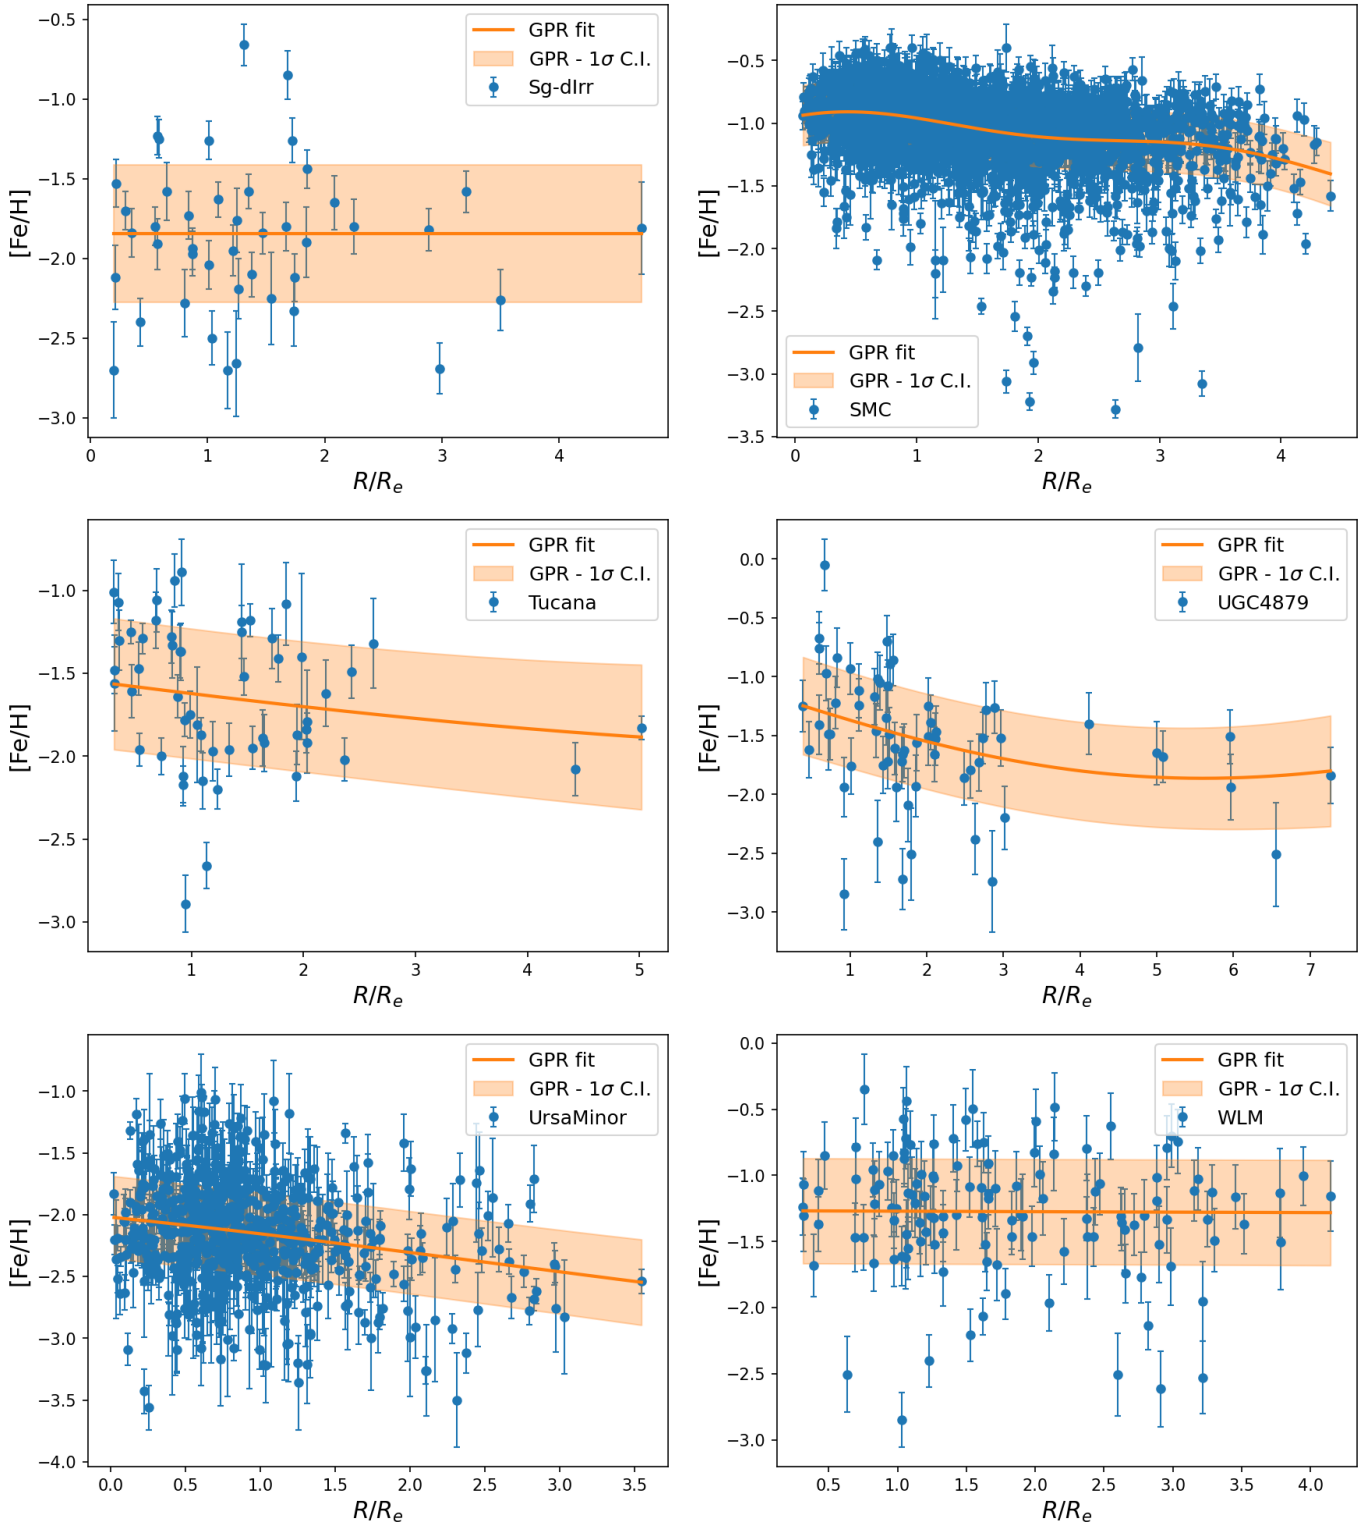 GPR fit
GPR - 1σ C.I.
Sg-dIrr
−0.5
−1.0
−1.5
−2.0
−2.5
−3.0
[Fe/H]
0 1 2 3 4
R/Re
GPR fit
GPR - 1σ C.I.
SMC
−0.5
−1.0
−1.5
−2.0
−2.5
−3.0
−3.5
[Fe/H]
0 1 2 3 4
R/Re
GPR fit
GPR - 1σ C.I.
Tucana
−1.0
−1.5
−2.0
−2.5
−3.0
[Fe/H]
1 2 3 4 5
R/Re
GPR fit
GPR - 1σ C.I.
UGC4879
0.0
−0.5
−1.0
−1.5
−2.0
−2.5
−3.0
[Fe/H]
1 2 3 4 5 6 7
R/Re
GPR fit
GPR - 1σ C.I.
UrsaMinor
−1.0
−1.5
−2.0
−2.5
−3.0
−3.5
−4.0
[Fe/H]
0.0 0.5 1.0 1.5 2.0 2.5 3.0 3.5
R/Re
GPR fit
GPR - 1σ C.I.
WLM
0.0
−0.5
−1.0
−1.5
−2.0
−2.5
−3.0
[Fe/H]
0.5 1.0 1.5 2.0 2.5 3.0 3.5 4.0
R/Re